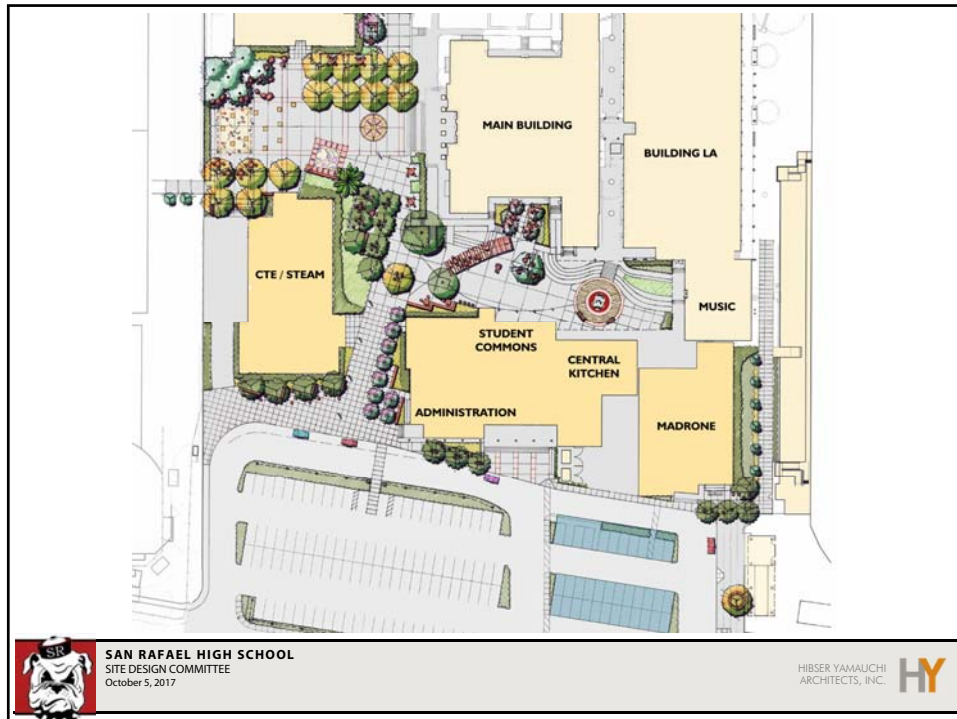 MAIN BUILDING
BUILDING LA
CTE / STEAM
MUSIC
STUDENT
COMMONS
CENTRAL
KITCHEN
ADMINISTRATION
MADRONE
SR
SAN RAFAEL HIGH SCHOOL
SITE DESIGN COMMITTEE
October 5, 2017
HIBSER YAMAUCHI
ARCHITECTS, INC.
HY